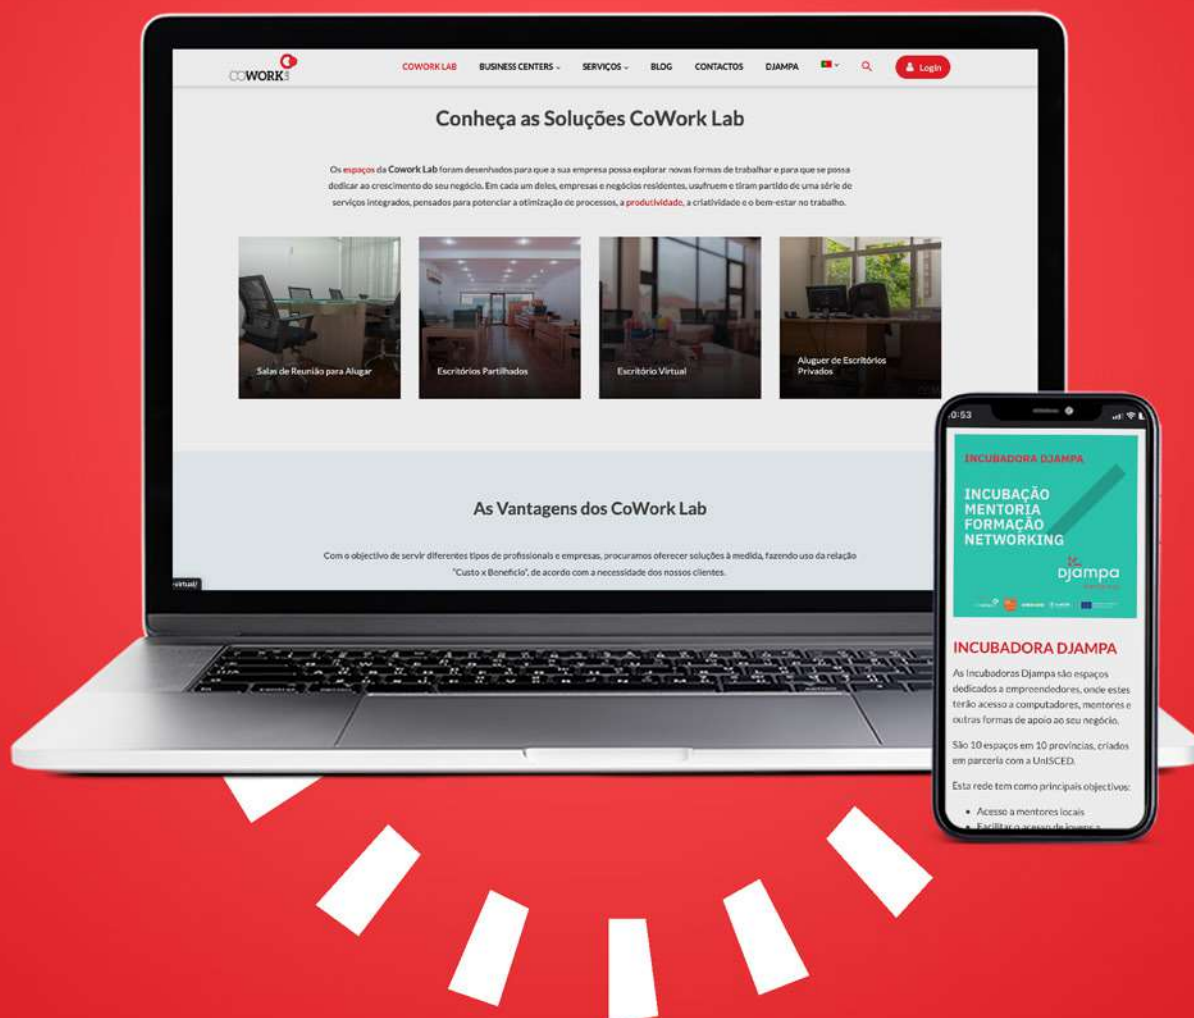 COWORKLAB
COWORK LAB
BUSINESS CENTERS
SERVIÇOS
BLOG
CONTACTOS
DJAMPA
Login
Conheça as Soluções CoWork Lab
Os espaços da Cowork Lab foram desenhados para que a sua empresa possa explorar novas formas de trabalhar e para que se possa
dedicar ao crescimento do seu negócio. Em cada um deles, empresas e negócios residentes, usufruem e tiram partido de uma série de
serviços integrados, pensados para potenciar a otimização de processos, a produtividade, a criatividade e o bem-estar no trabalho.
Salas de Reunião para Alugar
Escritórios Partilhados
Escritório Virtual
Aluguer de Escritórios
Privados
As Vantagens dos CoWork Lab
Com o objectivo de servir diferentes tipos de profissionais e empresas, procuramos oferecer soluções à medida, fazendo uso da relação
"Custo x Benefício", de acordo com a necessidade dos nossos clientes.
-virtual/
0:53
INCUBADORA DJAMPA
INCUBAÇÃO
MENTORIA
FORMAÇÃO
NETWORKING
Djampa
INCUBADORA DJAMPA
As Incubadoras Djampa são espaços
dedicados a empreendedores, onde estes
terão acesso a computadores, mentores e
outras formas de apoio ao seu negócio.
São 10 espaços em 10 províncias, criados
em parceria com a UnISCED.
Esta rede tem como principais objectivos:
• Acesso a mentores locais
• Facilitar o acesso de jovens a